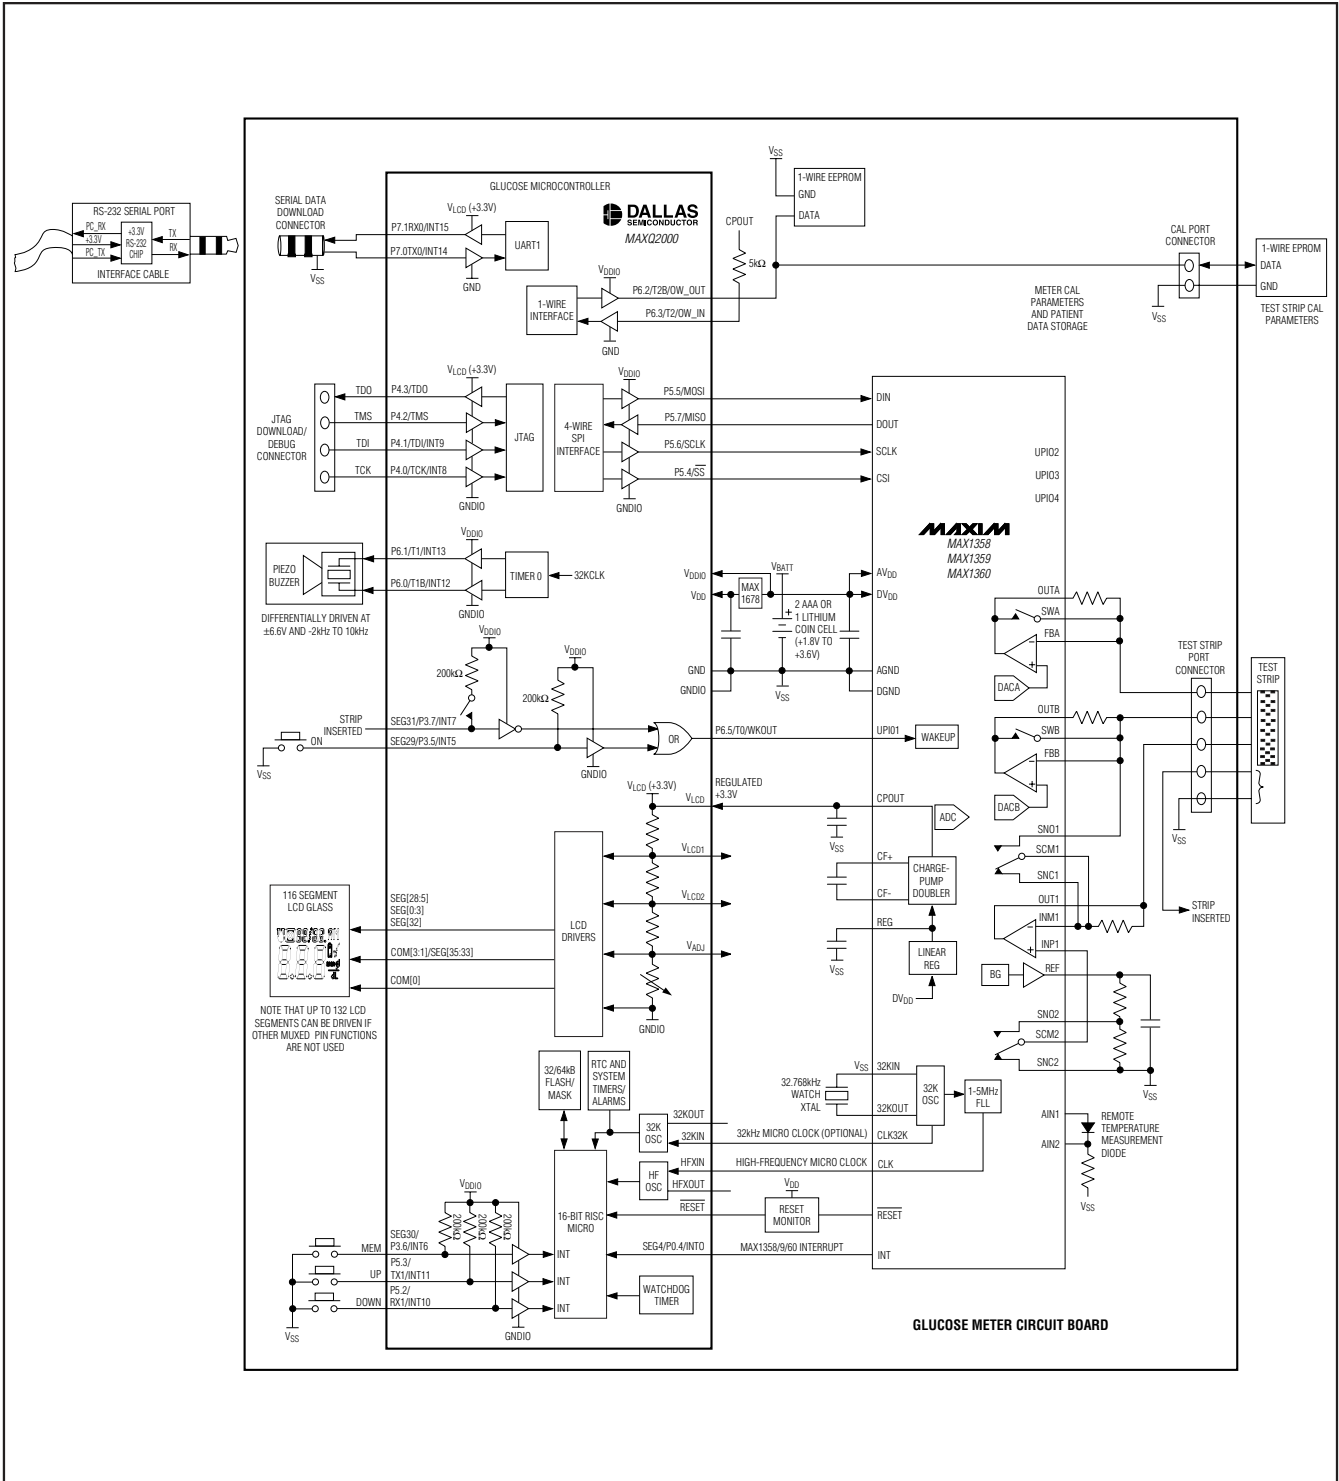 RS-232 SERIAL PORT
PC_RX
+3.3V
PC_TX
+3.3V
RS-232
CHIP
TX
RX
INTERFACE CABLE
SERIAL DATA
DOWNLOAD
CONNECTOR
VSS
GLUCOSE MICROCONTROLLER
DALLAS
SEMICONDUCTOR
MAXQ2000
VLCD (+3.3V)
P7.1RX0/INT15
P7.0TX0/INT14
UART1
GND
VDDIO
1-WIRE
INTERFACE
P6.2/T2B/OW_OUT
P6.3/T2/OW_IN
GND
VSS
1-WIRE EEPROM
GND
DATA
CPOUT
5kΩ
METER CAL
PARAMETERS
AND PATIENT
DATA STORAGE
CAL PORT
CONNECTOR
VSS
1-WIRE EPROM
DATA
GND
TEST STRIP CAL
PARAMETERS
JTAG
DOWNLOAD/
DEBUG
CONNECTOR
TDO
TMS
TDI
TCK
P4.3/TDO
P4.2/TMS
P4.1/TDI/INT9
P4.0/TCK/INT8
VLCD (+3.3V)
JTAG
GNDIO
4-WIRE
SPI
INTERFACE
VDDIO
GNDIO
P5.5/MOSI
P5.7/MISO
P5.6/SCLK
P5.4/SS
DIN
DOUT
SCLK
CSI
UPIO2
UPIO3
UPIO4
MAXIM
MAX1358
MAX1359
MAX1360
PIEZO
BUZZER
DIFFERENTIALLY DRIVEN AT
±6.6V AND -2kHz TO 10kHz
P6.1/T1/INT13
P6.0/T1B/INT12
VDDIO
GNDIO
TIMER 0
32KCLK
VDDIO
VDD
GND
GNDIO
MAX
1678
VBATT
+
2 AAA OR
1 LITHIUM
COIN CELL
(+1.8V TO
+3.6V)
VSS
AVDD
DVDD
AGND
DGND
OUTA
SWA
FBA
DACA
OUTB
SWB
FBB
DACB
TEST STRIP
PORT
CONNECTOR
TEST
STRIP
VSS
STRIP
INSERTED
STRIP
INSERTED
ON
VSS
SEG31/P3.7/INT7
SEG29/P3.5/INT5
VDDIO
200kΩ
VDDIO
200kΩ
GNDIO
OR
P6.5/T0/WKOUT
UPIO1
WAKEUP
VLCD (+3.3V)
VLCD
REGULATED
+3.3V
CPOUT
ADC
VSS
CF+
CF-
CHARGE-
PUMP
DOUBLER
REG
VSS
LINEAR
REG
DVDD
VLCD1
VLCD2
VADJ
GNDIO
LCD
DRIVERS
116 SEGMENT
LCD GLASS
SEG[28:5]
SEG[0:3]
SEG[32]
COM[3:1]/SEG[35:33]
COM[0]
NOTE THAT UP TO 132 LCD
SEGMENTS CAN BE DRIVEN IF
OTHER MUXED PIN FUNCTIONS
ARE NOT USED
SNO1
SCM1
SNC1
OUT1
INM1
INP1
BG
REF
SNO2
SCM2
SNC2
VSS
AIN1
AIN2
REMOTE
TEMPERATURE
MEASUREMENT
DIODE
VSS
32/64kB
FLASH/
MASK
RTC AND
SYSTEM
TIMERS/
ALARMS
32K
OSC
32KOUT
32KIN
HF
OSC
HFXIN
HFXOUT
RESET
16-BIT RISC
MICRO
INT
INT
INT
SEG4/P0.4/INT0
WATCHDOG
TIMER
32.768kHz
WATCH
XTAL
VSS
32KIN
32KOUT
32K
OSC
1-5MHz
FLL
32kHz MICRO CLOCK (OPTIONAL)
CLK32K
HIGH-FREQUENCY MICRO CLOCK
CLK
VDD
RESET
MONITOR
RESET
MAX1358/9/60 INTERRUPT
INT
VDDIO
200kΩ
200kΩ
200kΩ
MEM
UP
DOWN
SEG30/
P3.6/INT6
P5.3/
TX1/INT11
P5.2/
RX1/INT10
VSS
GNDIO
GLUCOSE METER CIRCUIT BOARD